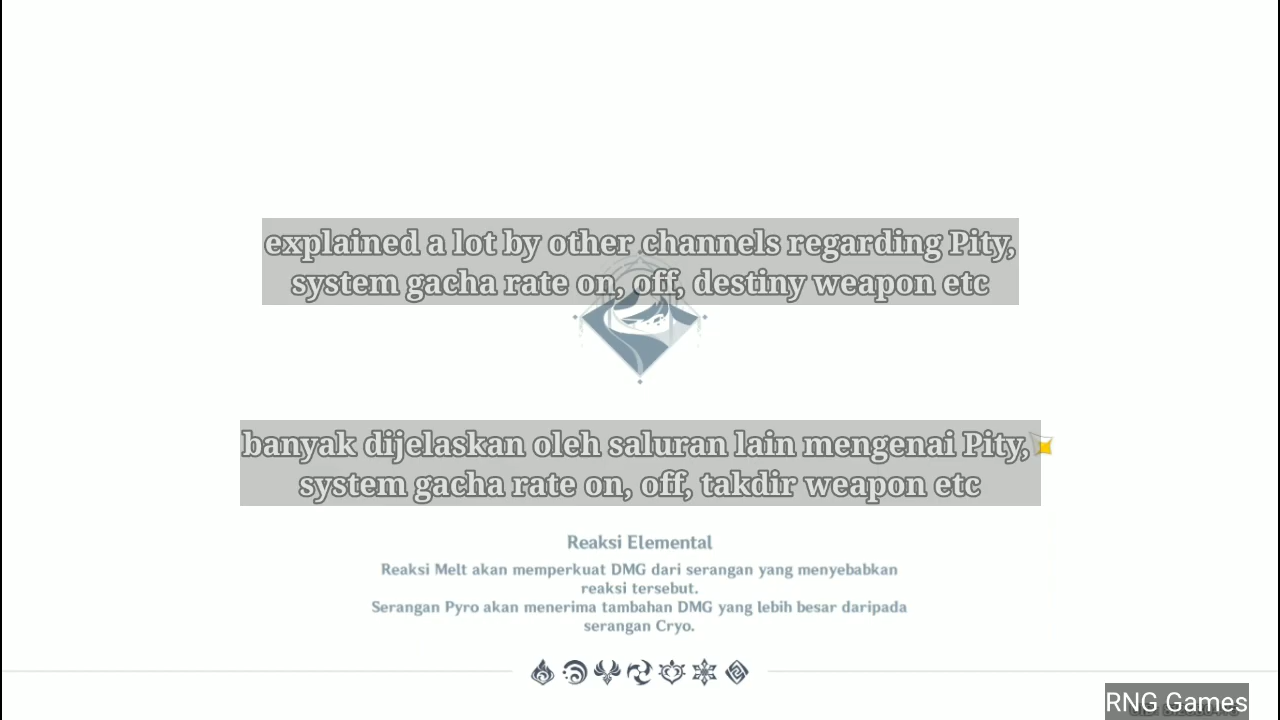 explained a lot by other channels regarding Pity,
system gacha rate on, off, destiny weapon etc
banyak dijelaskan oleh saluran lain mengenai Pity,
system gacha rate on, off, takdir weapon etc
Reaksi Elemental
Reaksi Melt akan memperkuat DMG dari serangan yang menyebabkan
reaksi tersebut.
Serangan Pyro akan menerima tambahan DMG yang lebih besar daripada
serangan Cryo.
RNG Games